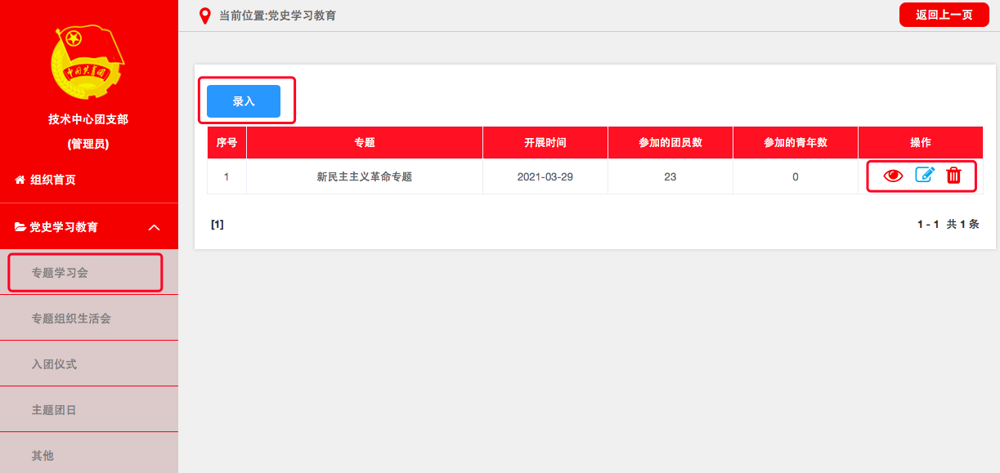 中国共青团
技术中心团支部
(管理员)
组织首页
党史学习教育
专题学习会
专题组织生活会
入团仪式
主题团日
其他
当前位置:党史学习教育
返回上一页
录入
序号 专题 开展时间 参加的团员数 参加的青年数 操作
1 新民主主义革命专题 2021-03-29 23 0
[1]
1 - 1 共 1 条